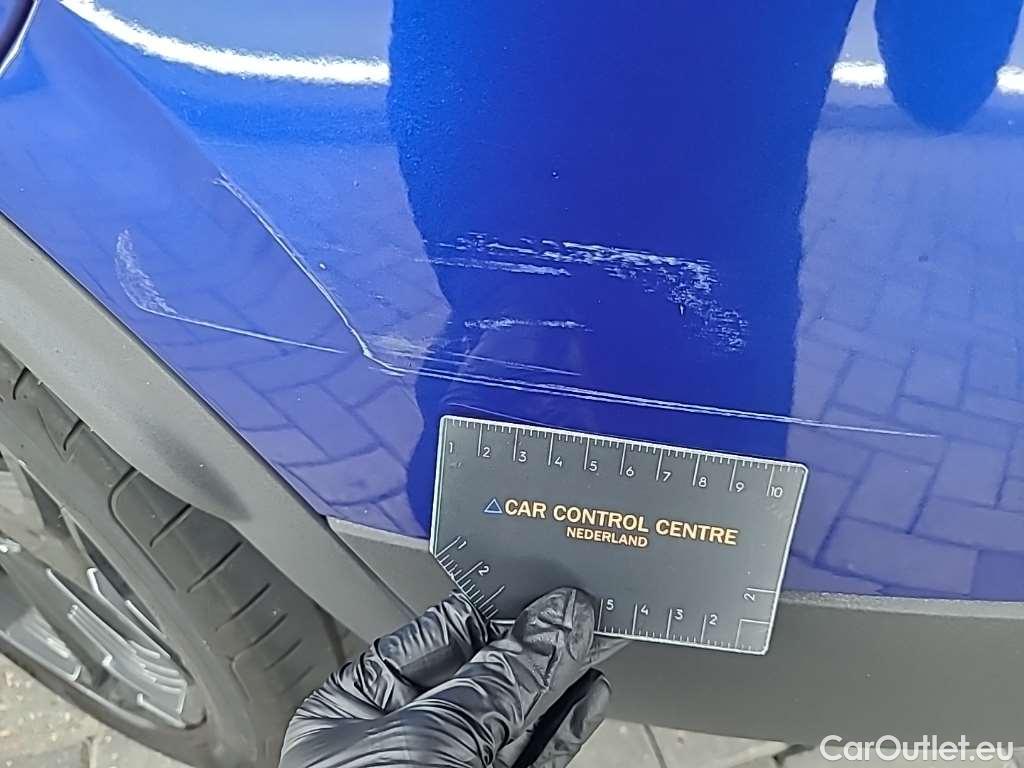 1 2 3 4 5 6 7 8 9 10
CAR CONTROL CENTRE
NEDERLAND
2
5 4 3 2
2
CarOutlet.eu